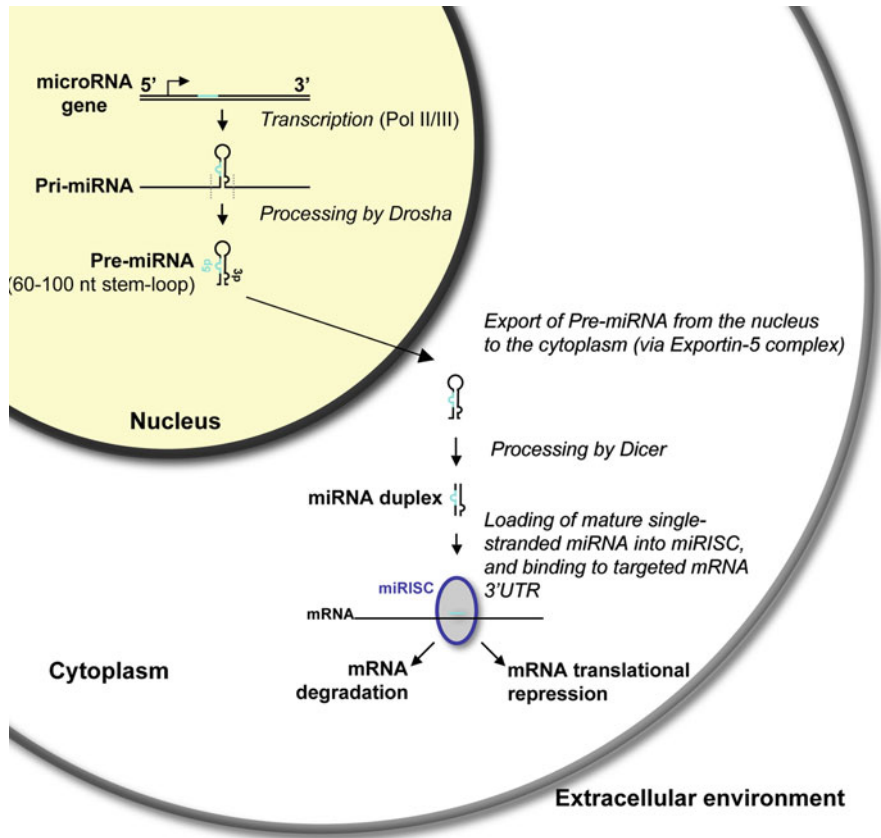 microRNA
gene
5’
3’
Transcription (Pol II/III)
Pri-miRNA
Processing by Drosha
Pre-miRNA
(60-100 nt stem-loop)
5p
3p
Export of Pre-miRNA from the nucleus
to the cytoplasm (via Exportin-5 complex)
Nucleus
Processing by Dicer
miRNA duplex
Loading of mature single-
stranded miRNA into miRISC,
and binding to targeted mRNA
3’UTR
miRISC
mRNA
mRNA
degradation
mRNA translational
repression
Cytoplasm
Extracellular environment